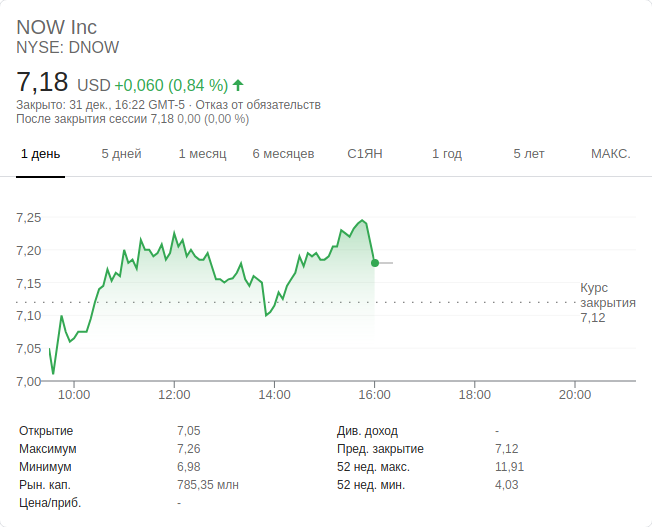 NOW Inc
NYSE: DNOW
7,18 USD +0,060 (0,84 %)
Закрыто: 31 дек., 16:22 GMT-5 · Отказ от обязательств
После закрытия сессии 7,18 0,00 (0,00 %)
1 день 5 дней 1 месяц 6 месяцев С1ЯН 1 год 5 лет МАКС.
7,25
7,20
7,15
7,10
7,05
7,00
Курс
закрытия
7,12
10:00 12:00 14:00 16:00 18:00 20:00
Открытие 7,05 Див. доход -
Максимум 7,26 Пред. закрытие 7,12
Минимум 6,98 52 нед. макс. 11,91
Рын. кап. 785,35 млн 52 нед. мин. 4,03
Цена/приб. -